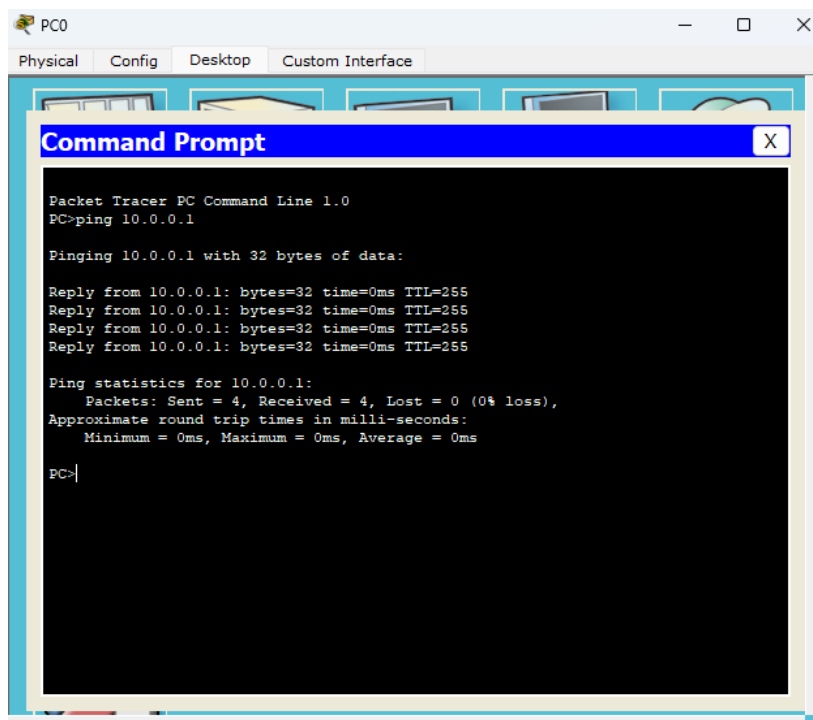 PC0
Physical Config Desktop Custom Interface
Command Prompt
X
Packet Tracer PC Command Line 1.0
PC>ping 10.0.0.1
Pinging 10.0.0.1 with 32 bytes of data:
Reply from 10.0.0.1: bytes=32 time=0ms TTL=255
Reply from 10.0.0.1: bytes=32 time=0ms TTL=255
Reply from 10.0.0.1: bytes=32 time=0ms TTL=255
Reply from 10.0.0.1: bytes=32 time=0ms TTL=255
Ping statistics for 10.0.0.1:
Packets: Sent = 4, Received = 4, Lost = 0 (0% loss),
Approximate round trip times in milli-seconds:
Minimum = 0ms, Maximum = 0ms, Average = 0ms
PC>